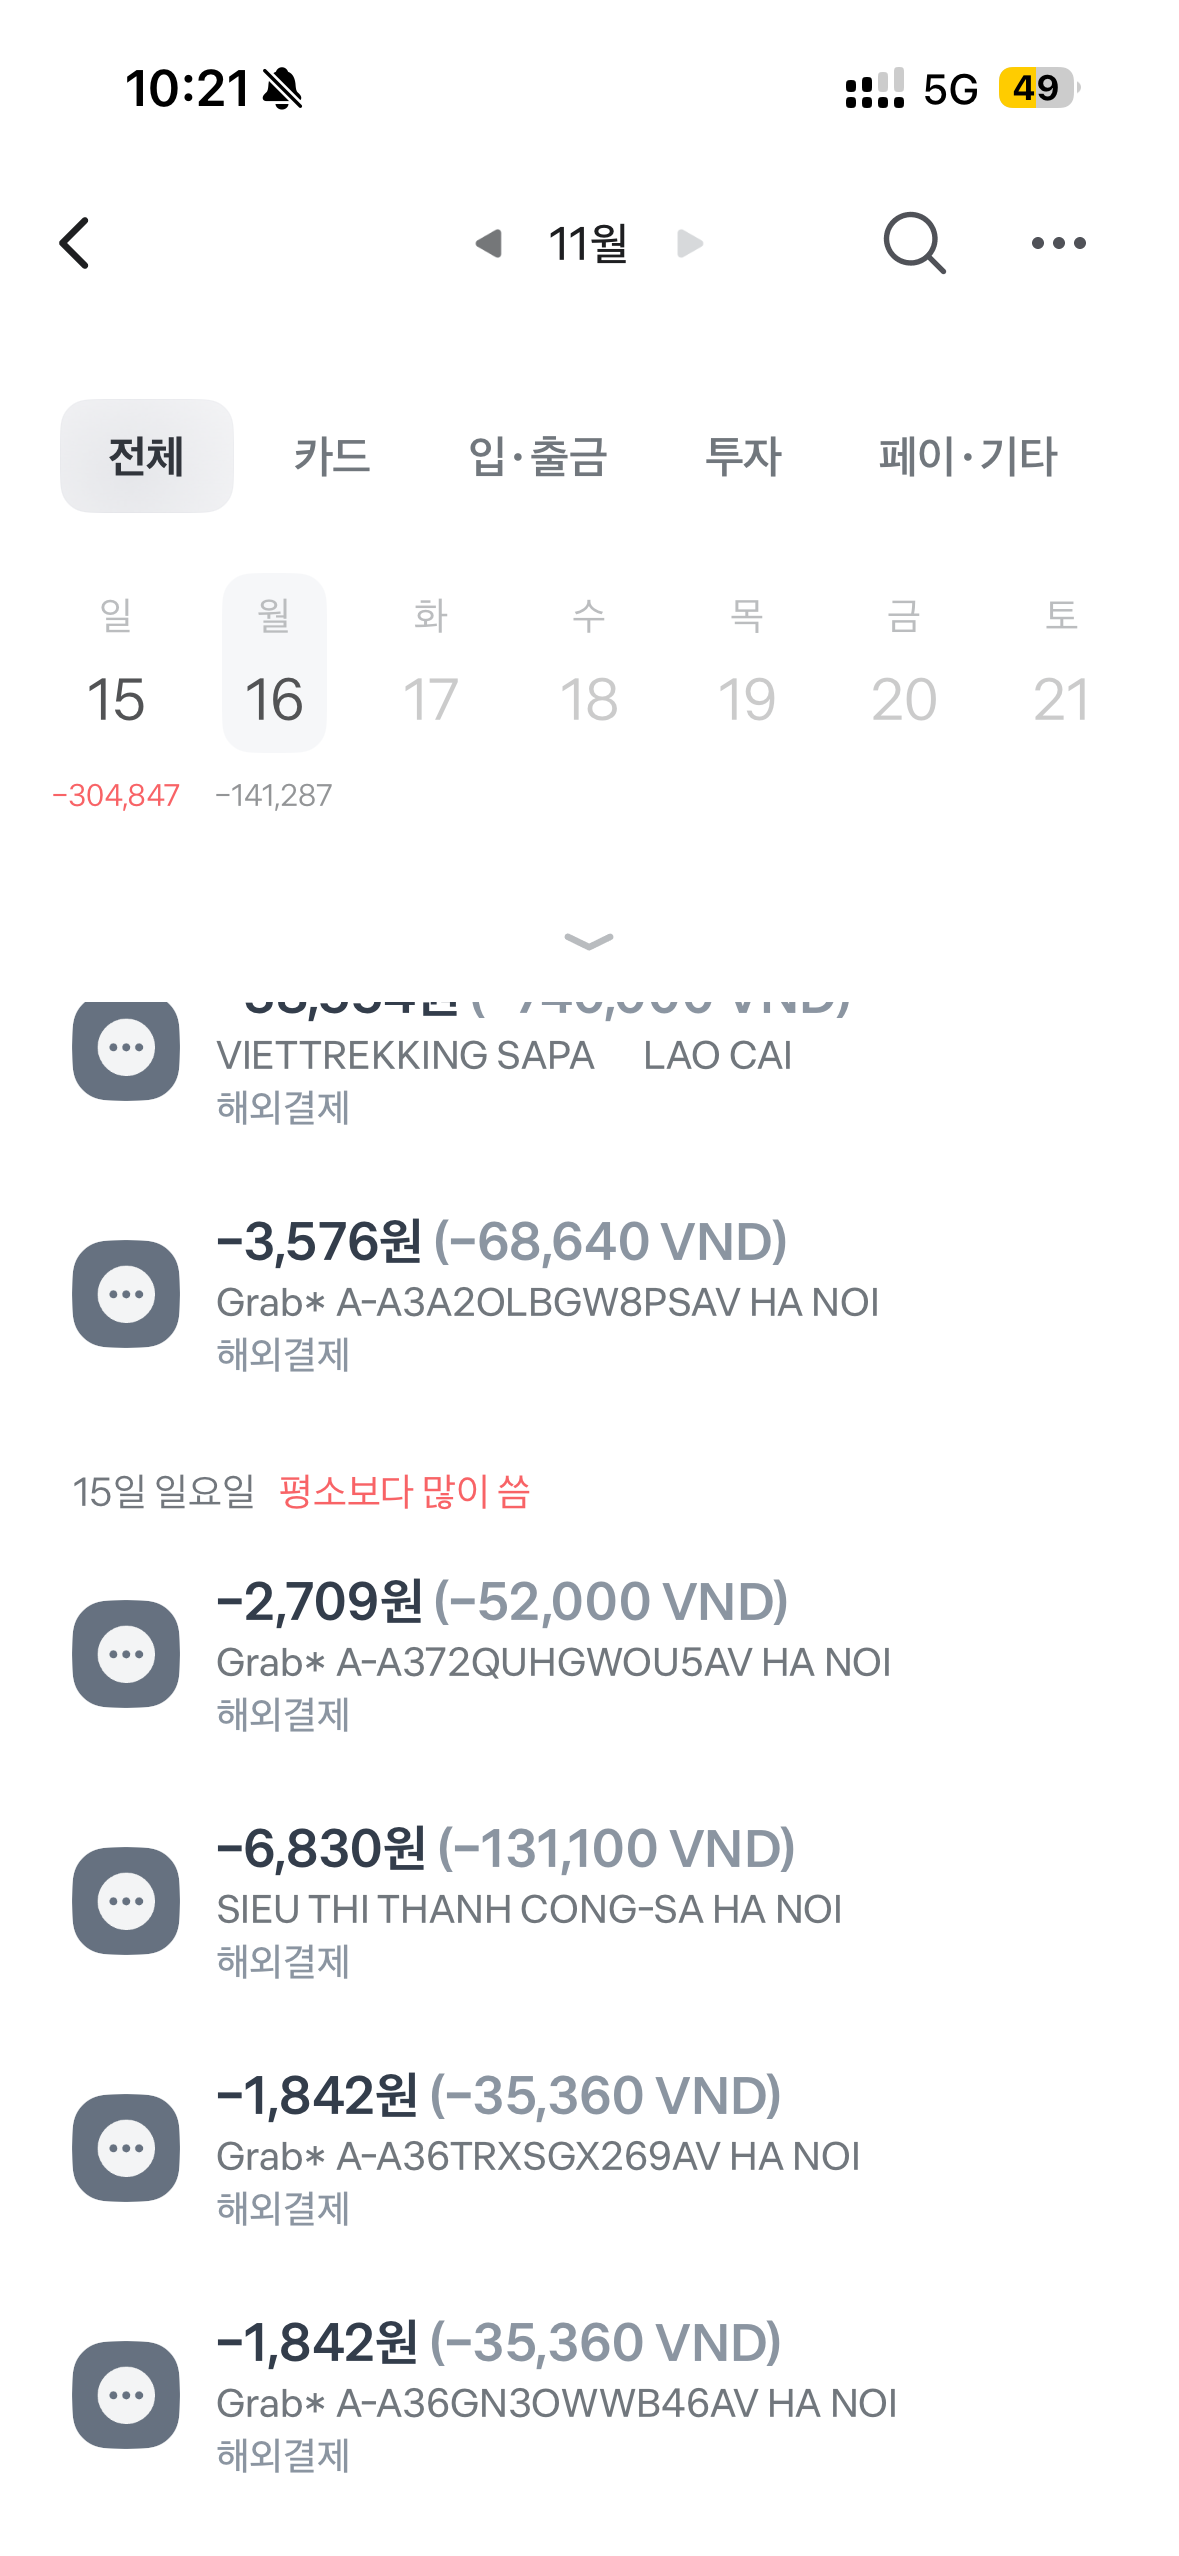 10:21 5G 49
11월
전체 카드 입·출금 투자 페이·기타
일 월 화 수 목 금 토
15 16 17 18 19 20 21
-304,847 -141,287
VIETTREKKING SAPA LAO CAI
해외결제
-3,576원 (-68,640 VND)
Grab* A-A3A2OLBGW8PSAV HA NOI
해외결제
15일 일요일 평소보다 많이 씀
-2,709원 (-52,000 VND)
Grab* A-A372QUHGWOU5AV HA NOI
해외결제
-6,830원 (-131,100 VND)
SIEU THI THANH CONG-SA HA NOI
해외결제
-1,842원 (-35,360 VND)
Grab* A-A36TRXSGX269AV HA NOI
해외결제
-1,842원 (-35,360 VND)
Grab* A-A36GN3OWWB46AV HA NOI
해외결제